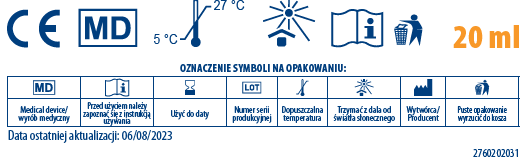 CE MD 5 °C 27 °C 20 ml
OZNACZENIE SYMBOLI NA OPAKOWANIU:
MD LOT
Medical device/ wyrób medyczny
Przed użyciem należy zapoznać się z instrukcją używania
Użyć do daty
Numer serii produkcyjnej
Dopuszczalna temperatura
Trzymać z dala od światła słonecznego
Wytwórca/ Producent
Puste opakowanie wyrzucić do kosza
Data ostatniej aktualizacji: 06/08/2023
2760202031